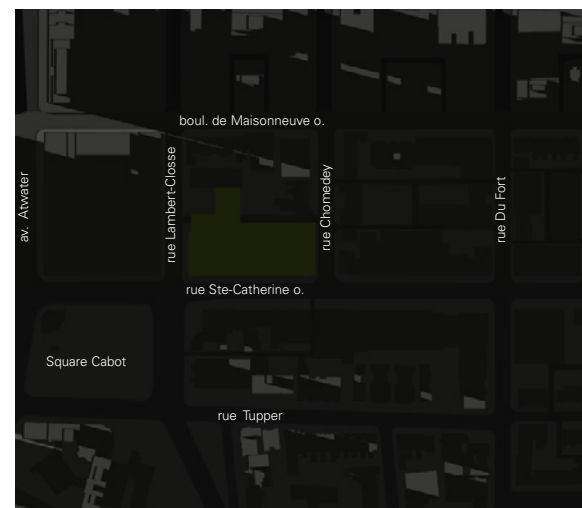 boul. de Maisonneuve o.
av. Atwater
rue Lambert-Closse
rue Chomedey
rue Du Fort
rue Ste-Catherine o.
Square Cabot
rue Tupper